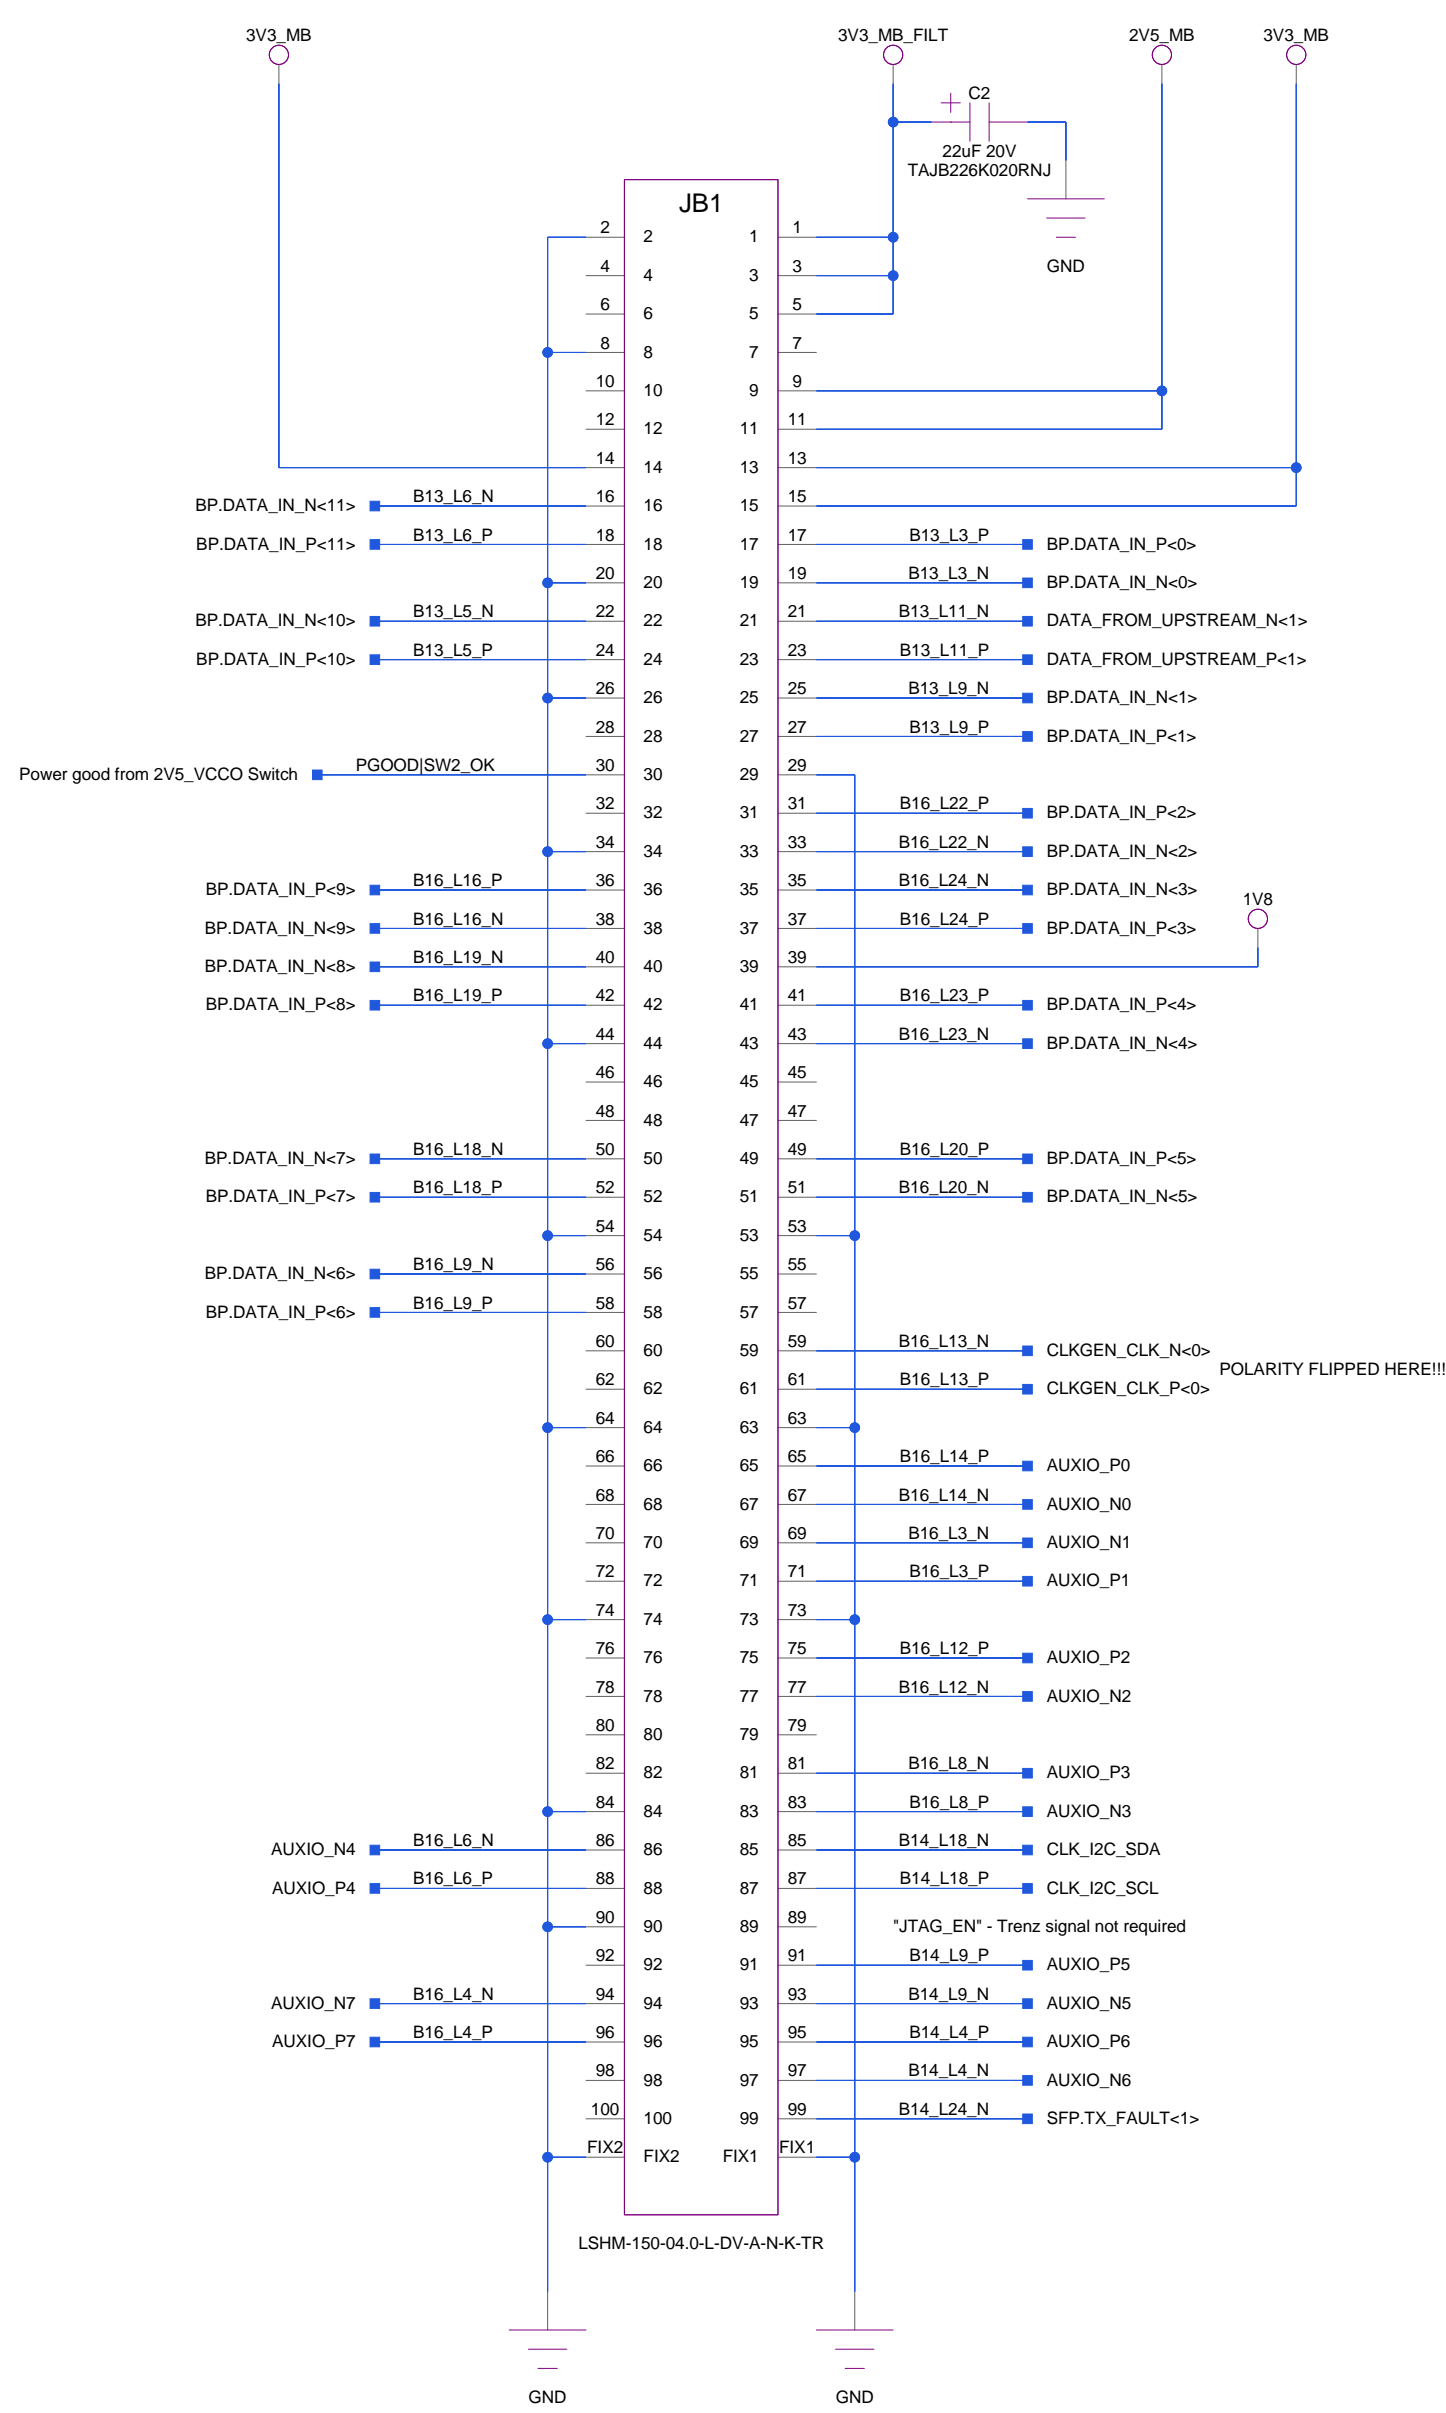 3V3_MB 3V3_MB_FILT 2V5_MB 3V3_MB
C2
22uF 20V
TAJB226K020RNJ
GND
JB1
2 2 1 1
4 4 3 3
6 6 5 5
8 8 7 7
10 10 9 9
12 12 11 11
14 14 13 13
BP.DATA_IN_N<11> B13_L6_N 16 16 15 15
BP.DATA_IN_P<11> B13_L6_P 18 18 17 17 B13_L3_P BP.DATA_IN_P<0>
20 20 19 19 B13_L3_N BP.DATA_IN_N<0>
BP.DATA_IN_N<10> B13_L5_N 22 22 21 21 B13_L11_N DATA_FROM_UPSTREAM_N<1>
BP.DATA_IN_P<10> B13_L5_P 24 24 23 23 B13_L11_P DATA_FROM_UPSTREAM_P<1>
26 26 25 25 B13_L9_N BP.DATA_IN_N<1>
28 28 27 27 B13_L9_P BP.DATA_IN_P<1>
Power good from 2V5_VCCO Switch PGOOD|SW2_OK 30 30 29 29
32 32 31 31 B16_L22_P BP.DATA_IN_P<2>
34 34 33 33 B16_L22_N BP.DATA_IN_N<2>
BP.DATA_IN_P<9> B16_L16_P 36 36 35 35 B16_L24_N BP.DATA_IN_N<3>
1V8
BP.DATA_IN_N<9> B16_L16_N 38 38 37 37 B16_L24_P BP.DATA_IN_P<3>
BP.DATA_IN_N<8> B16_L19_N 40 40 39 39
BP.DATA_IN_P<8> B16_L19_P 42 42 41 41 B16_L23_P BP.DATA_IN_P<4>
44 44 43 43 B16_L23_N BP.DATA_IN_N<4>
46 46 45 45
48 48 47 47
BP.DATA_IN_N<7> B16_L18_N 50 50 49 49 B16_L20_P BP.DATA_IN_P<5>
BP.DATA_IN_P<7> B16_L18_P 52 52 51 51 B16_L20_N BP.DATA_IN_N<5>
54 54 53 53
BP.DATA_IN_N<6> B16_L9_N 56 56 55 55
BP.DATA_IN_P<6> B16_L9_P 58 58 57 57
60 60 59 59 B16_L13_N CLKGEN_CLK_N<0>
POLARITY FLIPPED HERE!!!
62 62 61 61 B16_L13_P CLKGEN_CLK_P<0>
64 64 63 63
66 66 65 65 B16_L14_P AUXIO_P0
68 68 67 67 B16_L14_N AUXIO_N0
70 70 69 69 B16_L3_N AUXIO_N1
72 72 71 71 B16_L3_P AUXIO_P1
74 74 73 73
76 76 75 75 B16_L12_P AUXIO_P2
78 78 77 77 B16_L12_N AUXIO_N2
80 80 79 79
82 82 81 81 B16_L8_N AUXIO_P3
84 84 83 83 B16_L8_P AUXIO_N3
AUXIO_N4 B16_L6_N 86 86 85 85 B14_L18_N CLK_I2C_SDA
AUXIO_P4 B16_L6_P 88 88 87 87 B14_L18_P CLK_I2C_SCL
90 90 89 89 "JTAG_EN" - Trenz signal not required
92 92 91 91 B14_L9_P AUXIO_P5
AUXIO_N7 B16_L4_N 94 94 93 93 B14_L9_N AUXIO_N5
AUXIO_P7 B16_L4_P 96 96 95 95 B14_L4_P AUXIO_P6
98 98 97 97 B14_L4_N AUXIO_N6
100 100 99 99 B14_L24_N SFP.TX_FAULT<1>
FIX2 FIX2 FIX1 FIX1
LSHM-150-04.0-L-DV-A-N-K-TR
GND GND